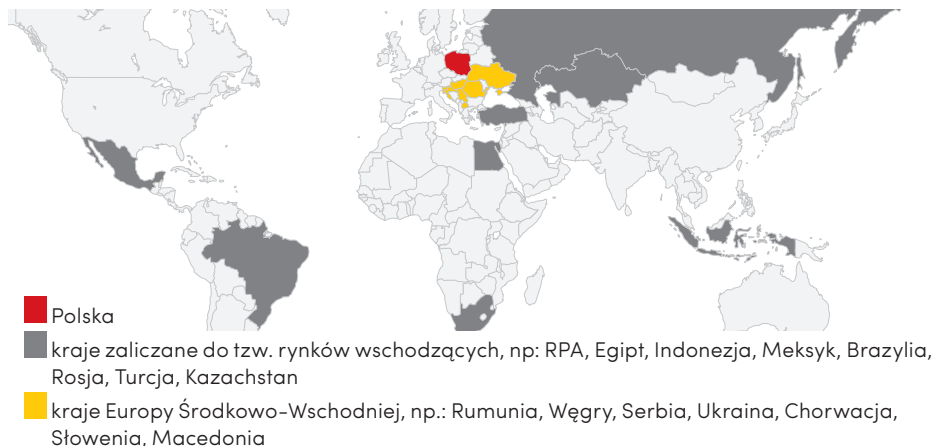 Polska
kraje zaliczane do tzw. rynków wschodzących, np: RPA, Egipt, Indonezja, Meksyk, Brazylia,
Rosja, Turcja, Kazachstan
kraje Europy Środkowo-Wschodniej, np.: Rumunia, Węgry, Serbia, Ukraina, Chorwacja,
Słowenia, Macedonia